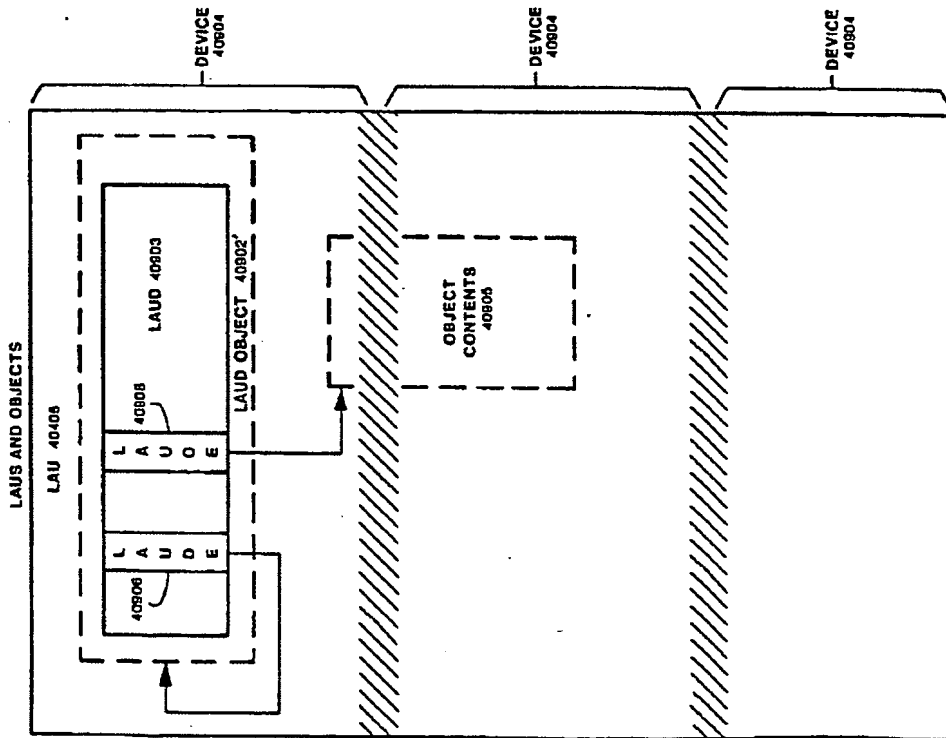 LAUS AND OBJECTS
LAU 40405
LAUD OBJECT 40902'
LAUD 40903
40908
L A U O E
L A U D E
40906
OBJECT
CONTENTS
40905
DEVICE
40904
DEVICE
40904
DEVICE
40904